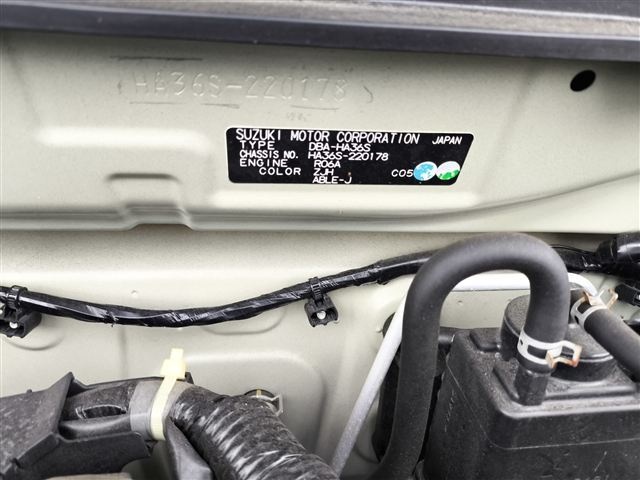 HA36S-220178
SUZUKI MOTOR CORPORATION JAPAN
TYPE DBA-HA36S
CHASSIS NO. HA36S-220178
ENGINE R06A
COLOR ZJH C05
ABLE-J